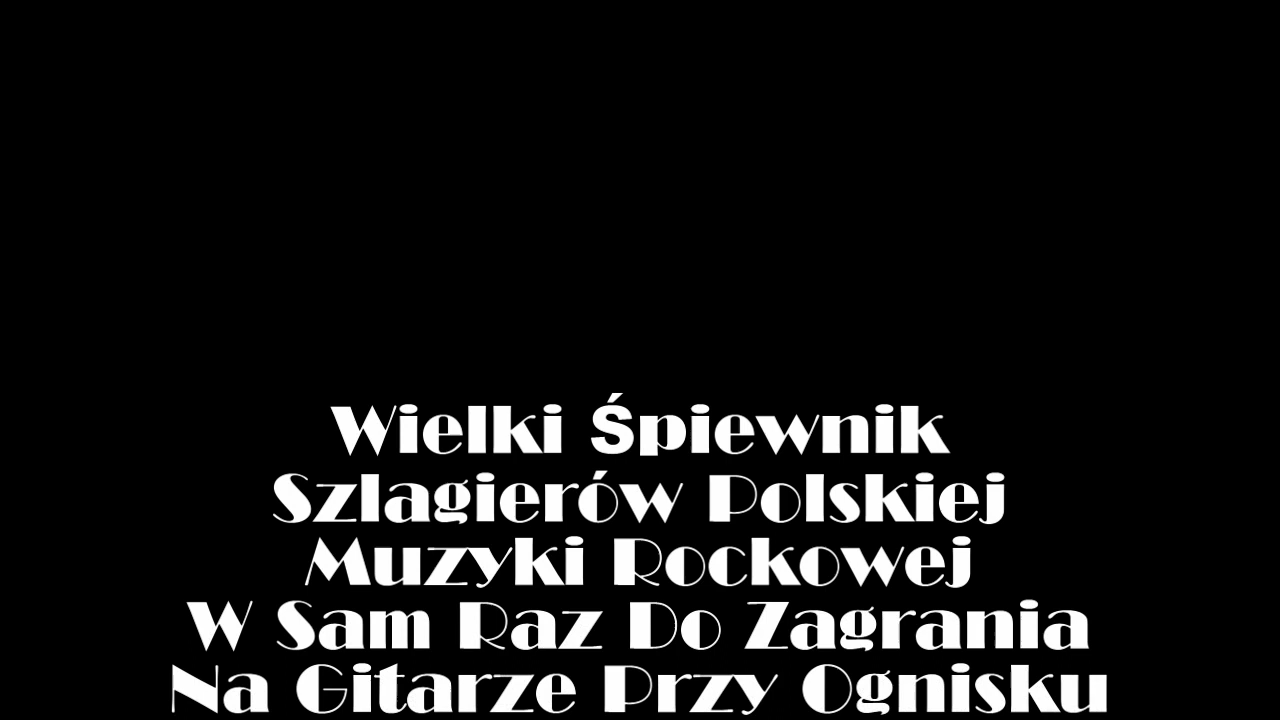 Wielki Śpiewnik
Szlagierów Polskiej
Muzyki Rockowej
W Sam Raz Do Zagrania
Na Gitarze Przy Ognisku